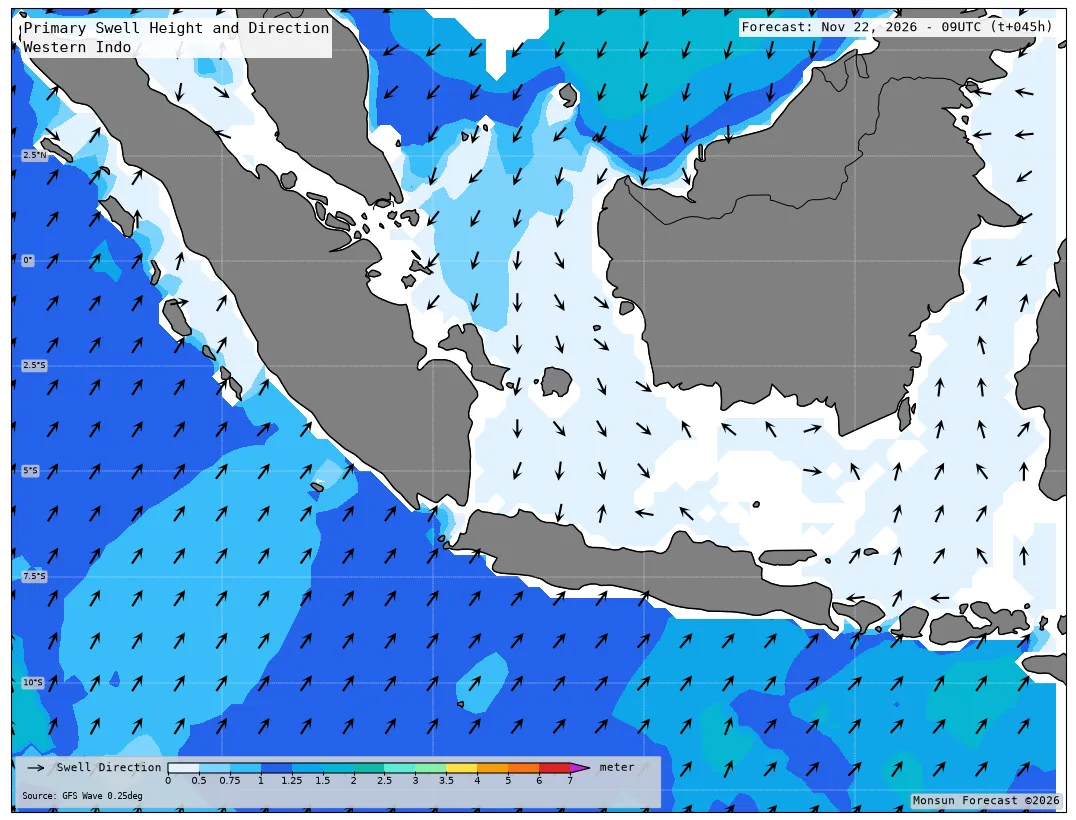 Primary Swell Height and Direction
Western Indo
Forecast: Nov 22, 2026 - 09UTC (t+045h)
2.5°N
0°
2.5°S
5°S
7.5°S
10°S
Swell Direction
0 0.5 0.75 1 1.25 1.5 2 2.5 3 3.5 4 5 6 7
meter
Source: GFS Wave 0.25deg
Monsun Forecast ©2026